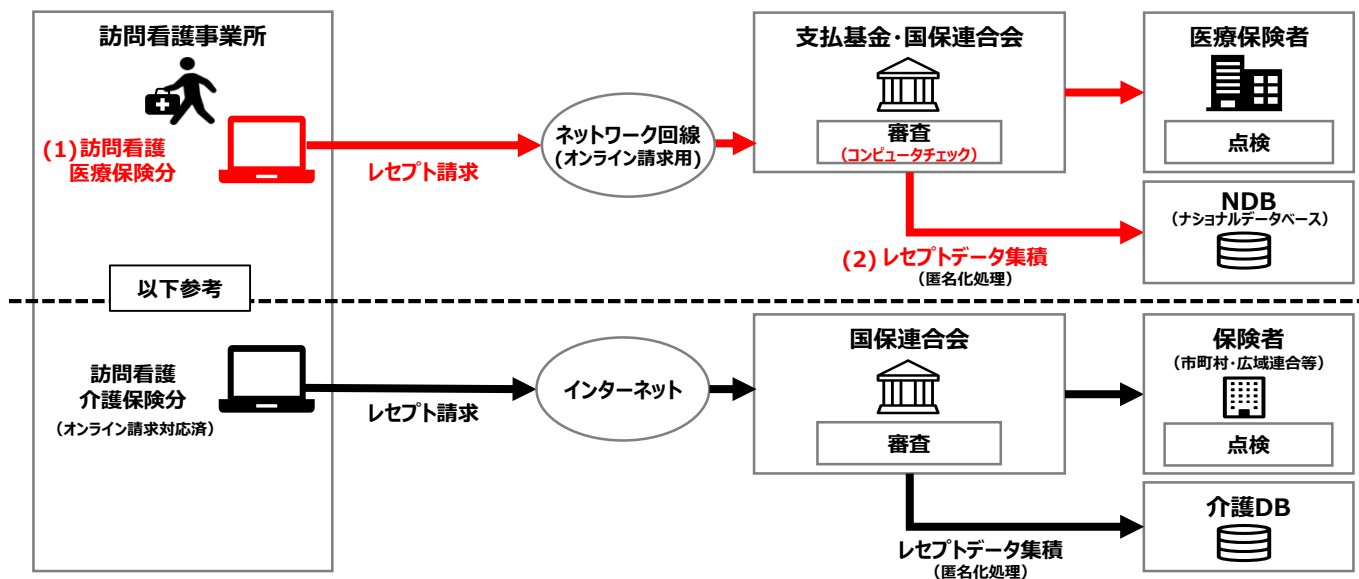 訪問看護事業所
(1) 訪問看護
医療保険分
レセプト請求
ネットワーク回線
(オンライン請求用)
支払基金・国保連合会
審査
(コンピュータチェック)
医療保険者
点検
NDB
(ナショナルデータベース)
(2) レセプトデータ集積
(匿名化処理)
以下参考
訪問看護
介護保険分
(オンライン請求対応済)
レセプト請求
インターネット
国保連合会
審査
保険者
(市町村・広域連合等)
点検
介護DB
レセプトデータ集積
(匿名化処理)